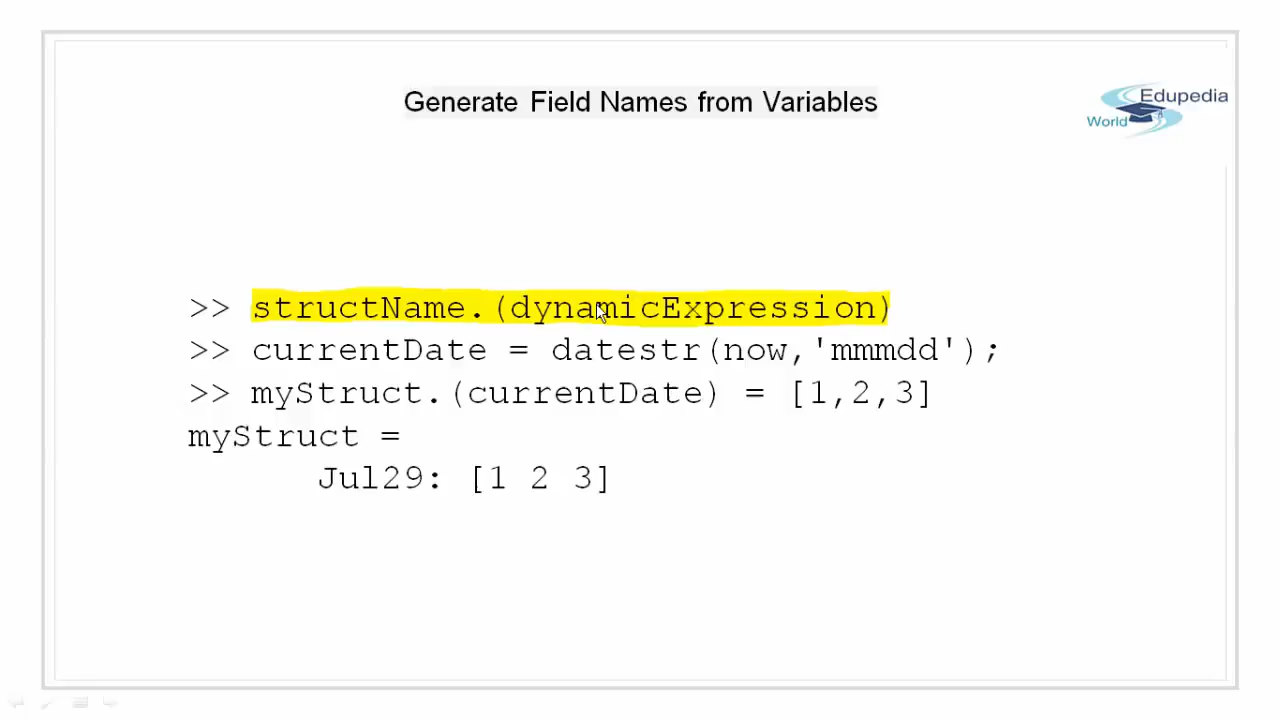 Generate Field Names from Variables
Edupedia
World
>> structName.(dynamicExpression)
>> currentDate = datestr(now,'mmmdd');
>> myStruct.(currentDate) = [1,2,3]
myStruct =
Jul29: [1 2 3]